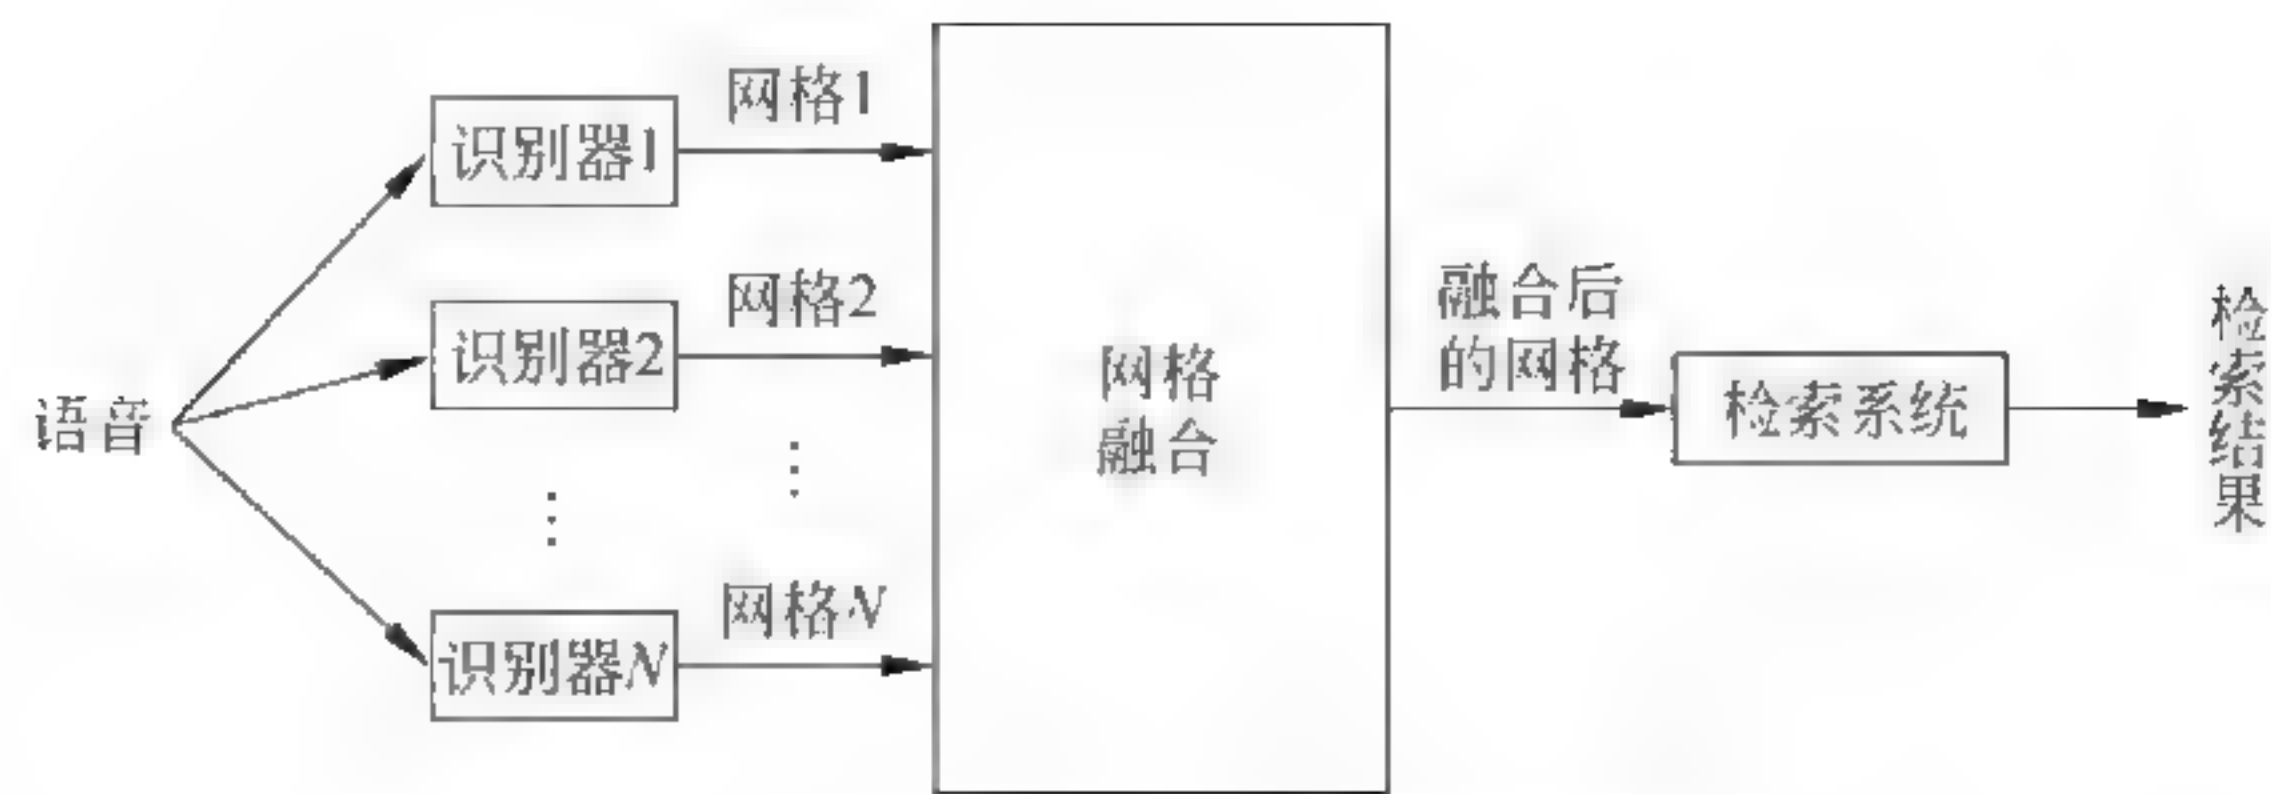 语音
识别器1
网格1
识别器2
网格2
⋮
⋮
识别器N
网格N
网格
融合
融合后
的网格
检索系统
检索结果